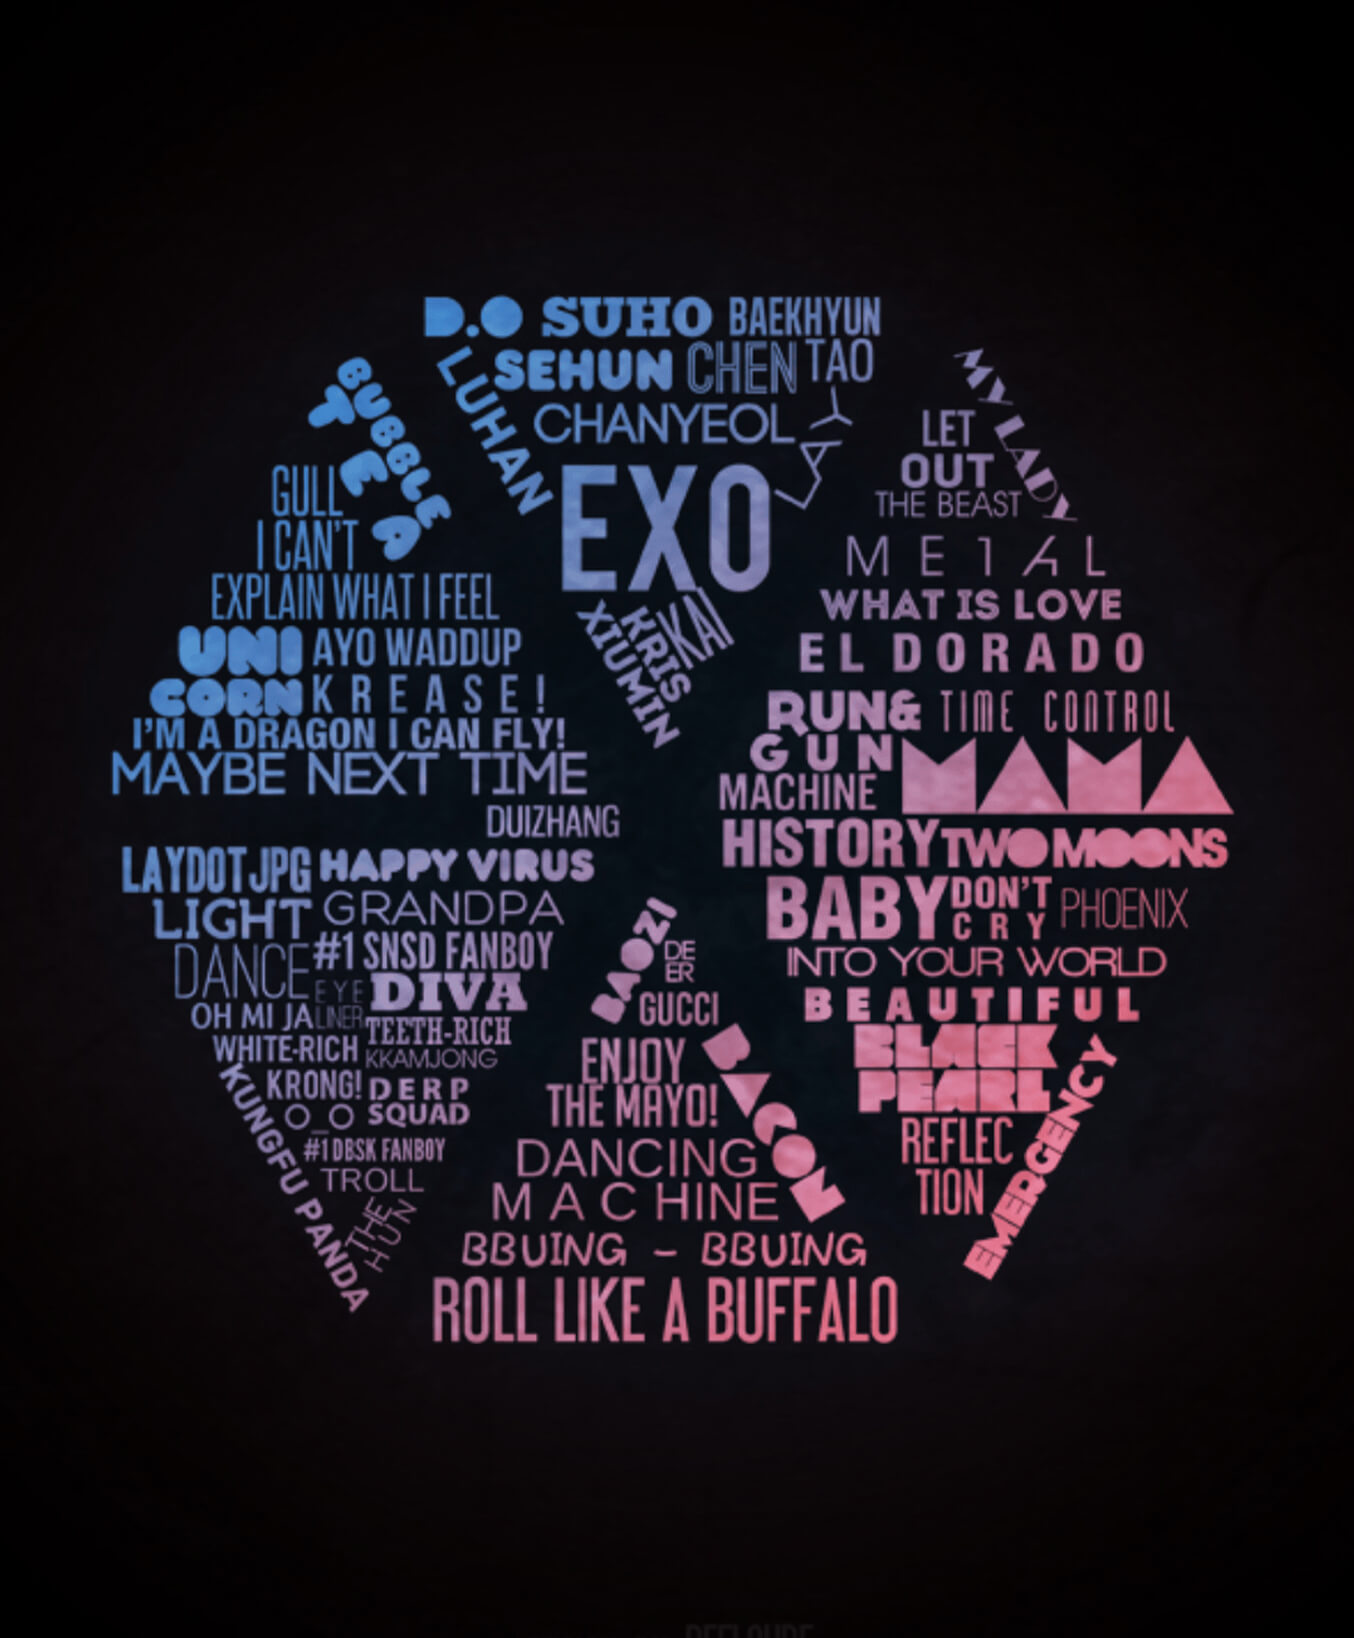 D.O SUHO BAEKHYUN
LUHAN
SEHUN CHEN TAO
CHANYEOL
LAY
EXO
XIUMIN
KRIS
KAI
BUBBLE
TEA
GULL
I CAN'T
EXPLAIN WHAT I FEEL
UNI
CORN
AYO WADDUP
KREASE!
I'M A DRAGON I CAN FLY!
MAYBE NEXT TIME
DUIZHANG
MY LADY
LET
OUT
THE BEAST
METAL
WHAT IS LOVE
EL DORADO
RUN&
GUN
TIME CONTROL
MACHINE
MAMA
HISTORY TWO MOONS
BABY DON'T
CRY
PHOENIX
INTO YOUR WORLD
BEAUTIFUL
BLACK
PEARL
REFLEC
TION
EMERGENCY
LAYDOTJPG HAPPY VIRUS
LIGHT GRANDPA
DANCE #1 SNSD FANBOY
EYE
LINER
DIVA
OH MI JA
TEETH-RICH
WHITE-RICH
KKAMJONG
KRONG! DERP
SQUAD
O_O
#1 DBSK FANBOY
TROLL
THE
HUN
KUNGFU PANDA
BAOZI
DE
ER
GUCCI
ENJOY
THE MAYO!
BACON
DANCING
MACHINE
BBUING - BBUING
ROLL LIKE A BUFFALO